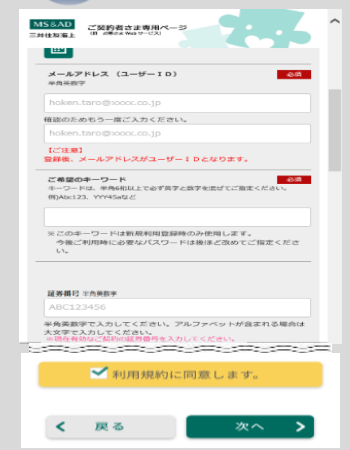 MS&AD
三井住友海上
ご契約者さま専用ページ
(旧 お客さまWebサービス)
メールアドレス （ユーザーＩＤ）
必須
半角英数字
hoken.taro@xxxx.co.jp
確認のためもう一度ご入力ください。
hoken.taro@xxxx.co.jp
【ご注意】
登録後、メールアドレスがユーザーＩＤとなります。
ご希望のキーワード
必須
キーワードは、半角6桁以上で必ず英字と数字を混ぜてご指定ください。
例)Abc123、YYY45aなど
※このキーワードは新規利用登録時のみ使用します。
今後ご利用時に必要なパスワードは後ほど改めてご指定くださ
い。
証券番号 半角英数字
ABC123456
半角英数字で入力してください。アルファベットが含まれる場合は
大文字で入力してください。
※現在有効なご契約の証券番号を入力してください。
利用規約に同意します。
戻る
次へ